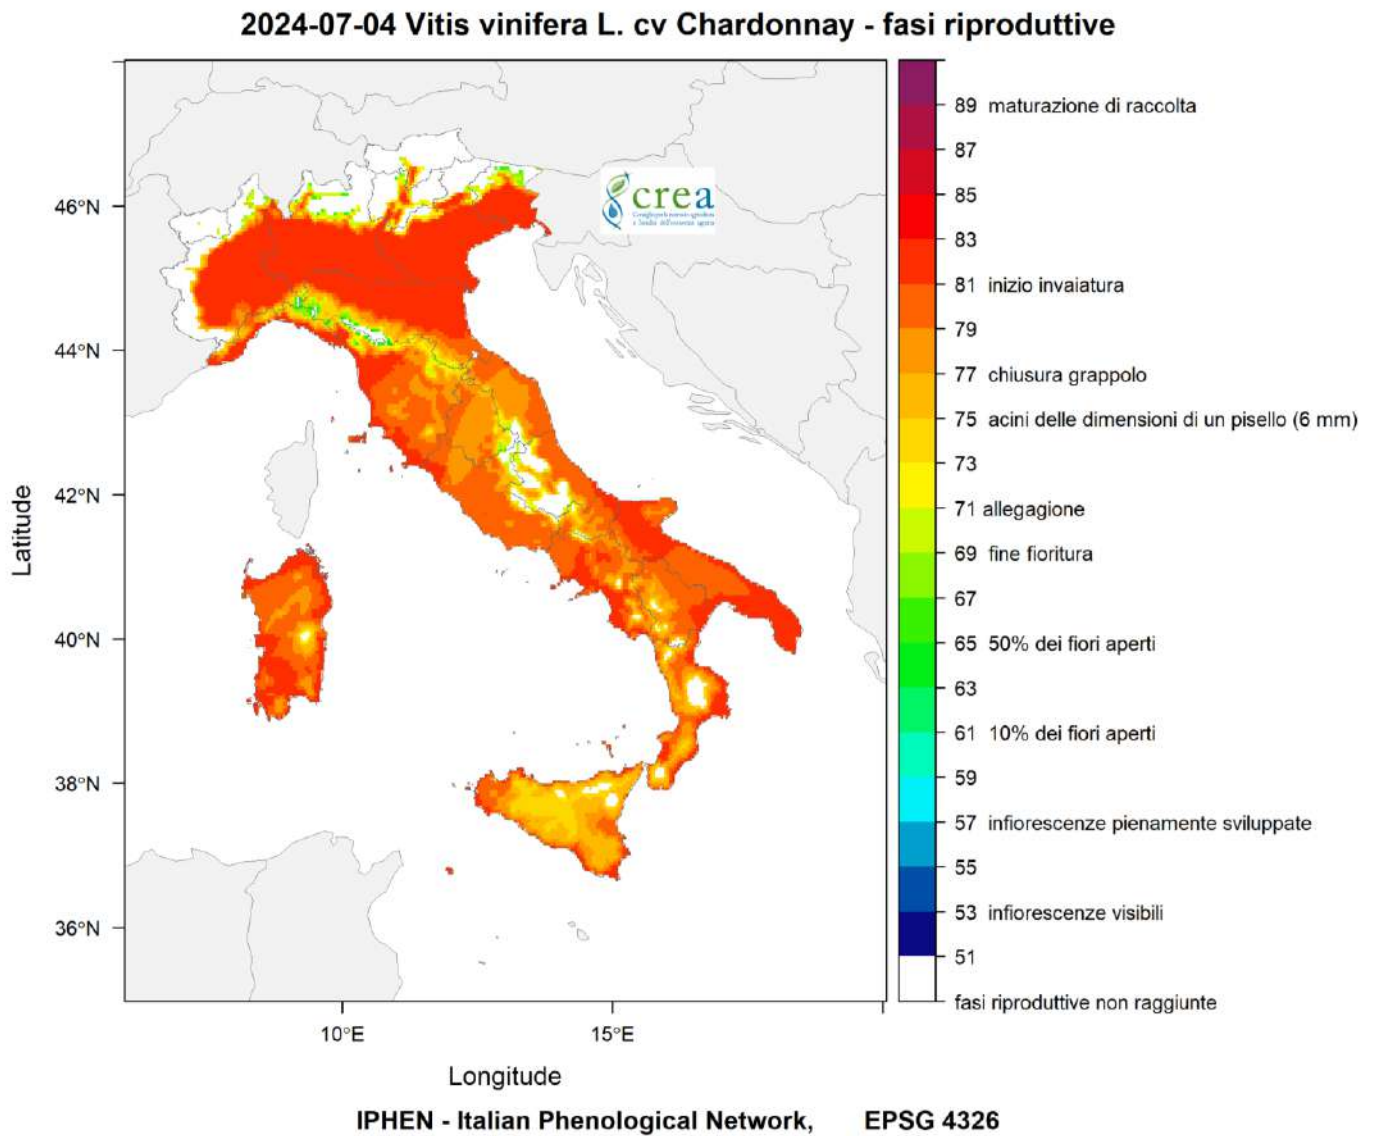 2024-07-04 Vitis vinifera L. cv Chardonnay - fasi riproduttive
89 maturazione di raccolta
87
85
83
81 inizio invaiatura
79
77 chiusura grappolo
75 acini delle dimensioni di un pisello (6 mm)
73
71 allegagione
69 fine fioritura
67
65 50% dei fiori aperti
63
61 10% dei fiori aperti
59
57 infiorescenze pienamente sviluppate
55
53 infiorescenze visibili
51
fasi riproduttive non raggiunte
crea
46°N
44°N
42°N
40°N
38°N
36°N
Latitude
10°E
15°E
Longitude
IPHEN - Italian Phenological Network, EPSG 4326